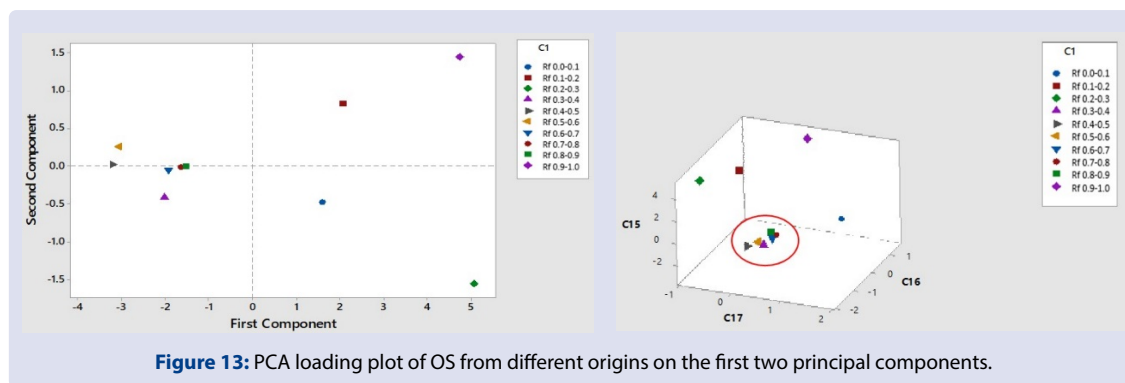 1.5
1.0
0.5
0.0
-0.5
-1.0
-1.5
Second Component
-4 -3 -2 -1 0 1 2 3 4 5
First Component
C1
Rf 0.0-0.1
Rf 0.1-0.2
Rf 0.2-0.3
Rf 0.3-0.4
Rf 0.4-0.5
Rf 0.5-0.6
Rf 0.6-0.7
Rf 0.7-0.8
Rf 0.8-0.9
Rf 0.9-1.0
4
2
C15
0
-2
-1
0
1
2
C17
-2
-1
0
1
C16
C1
Rf 0.0-0.1
Rf 0.1-0.2
Rf 0.2-0.3
Rf 0.3-0.4
Rf 0.4-0.5
Rf 0.5-0.6
Rf 0.6-0.7
Rf 0.7-0.8
Rf 0.8-0.9
Rf 0.9-1.0
Figure 13: PCA loading plot of OS from different origins on the first two principal components.